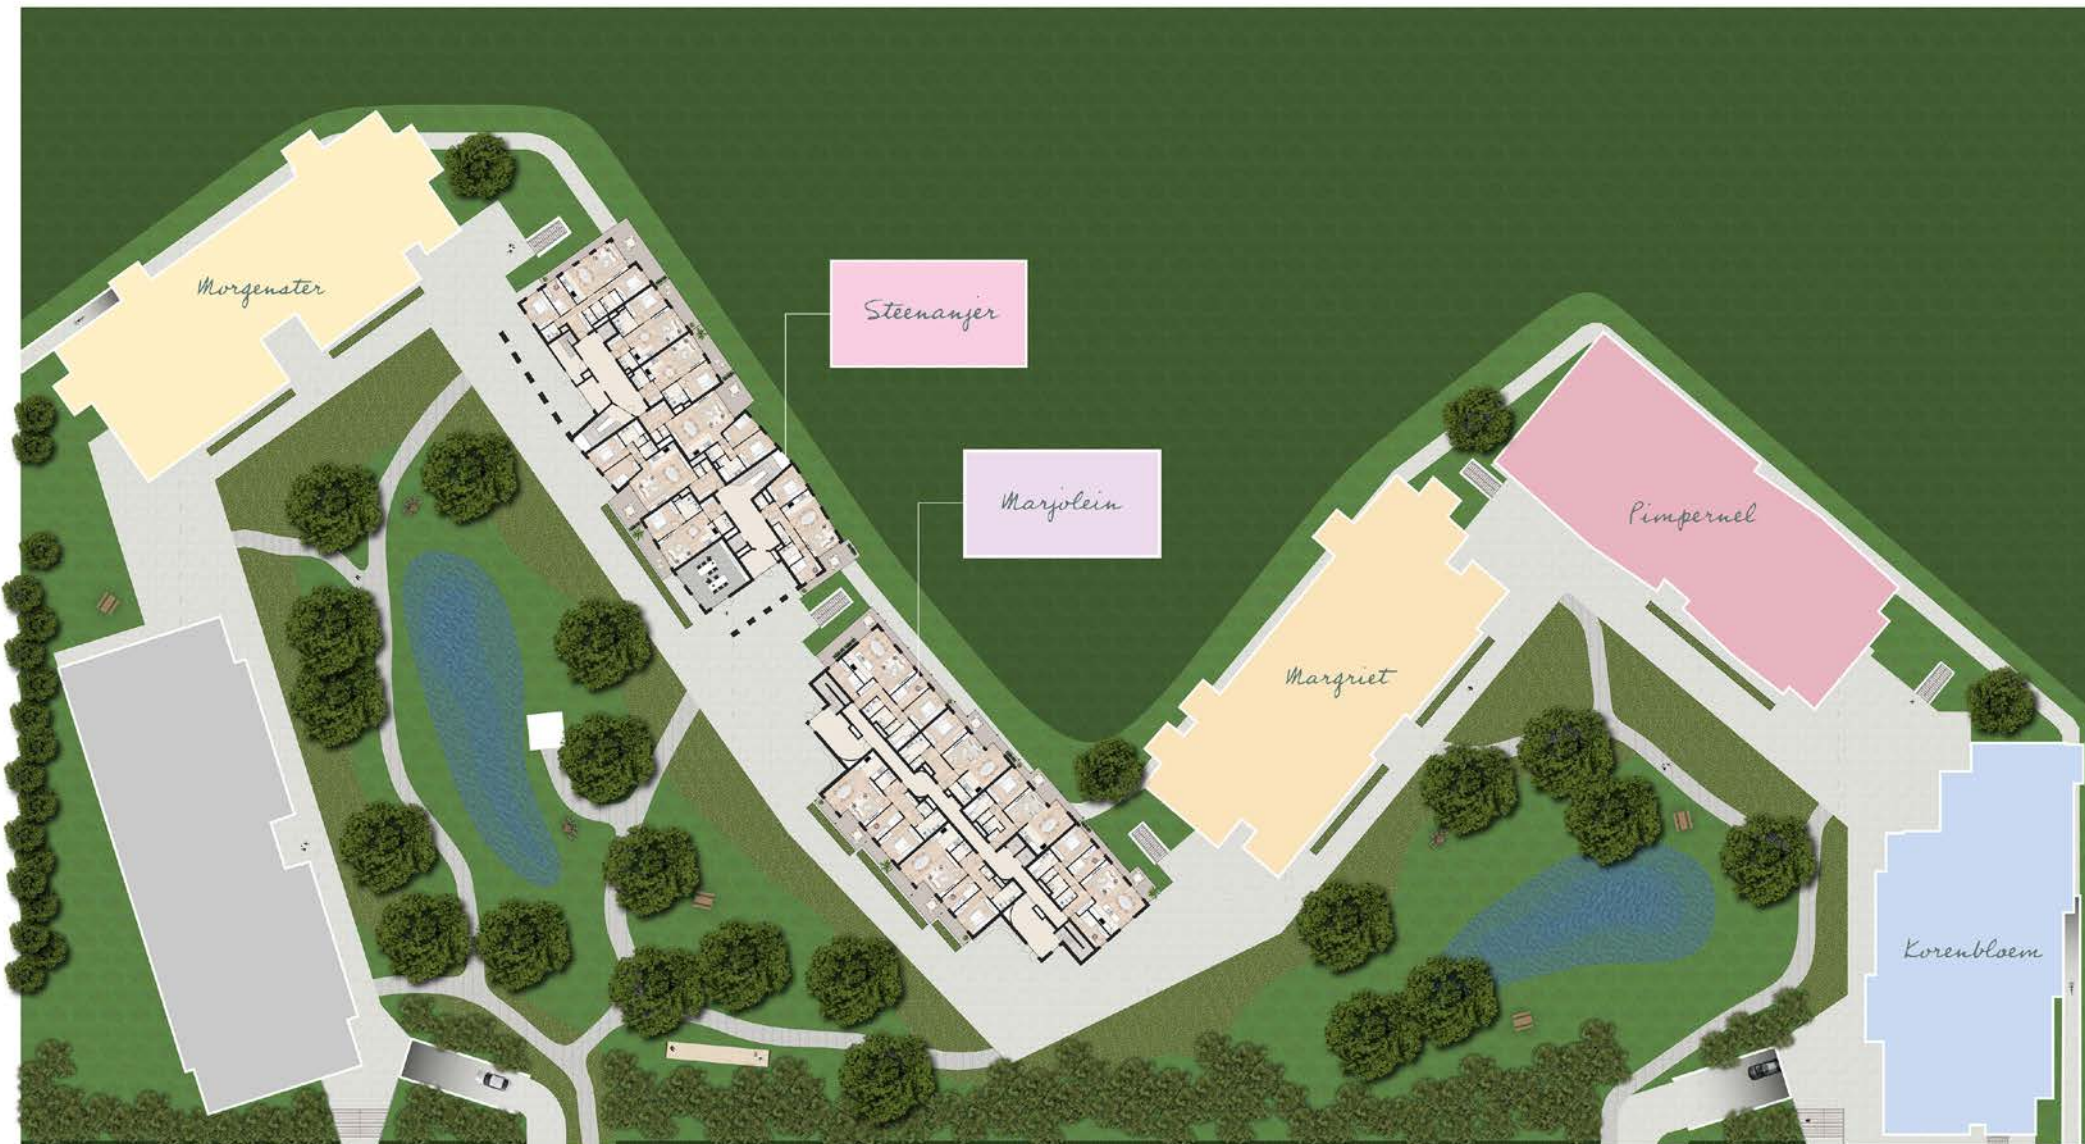 Morgenster
Steenanjer
Marjolein
Pimpernel
Margriet
Korenbloem